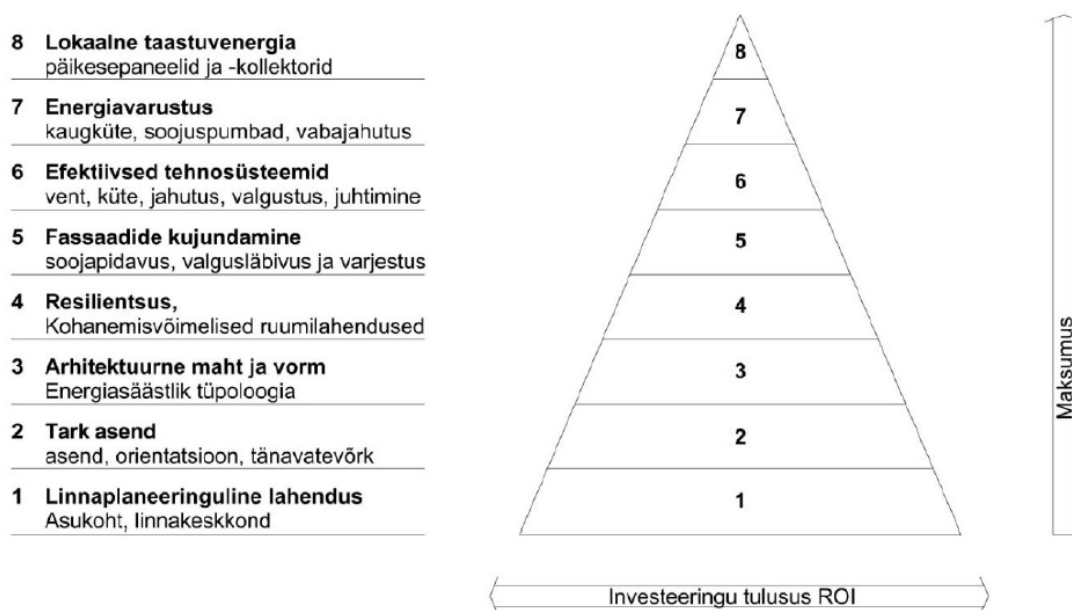 8 Lokaalne taastuvenergia
päikesepaneelid ja -kollektorid
7 Energiavarustus
kaugküte, soojuspumbad, vabajahutus
6 Efektiivsed tehnosüsteemid
vent, küte, jahutus, valgustus, juhtimine
5 Fassaadide kujundamine
soojapidavus, valgusläbivus ja varjestus
4 Resilientsus,
Kohanemisvõimelised ruumilahendused
3 Arhitektuurne maht ja vorm
Energiasäästlik tüpoloogia
2 Tark asend
asend, orientatsioon, tänavatevõrk
1 Linnaplaneeringuline lahendus
Asukoht, linnakeskkond
8
7
6
5
4
3
2
1
Investeeringu tulusus ROI
Maksumus